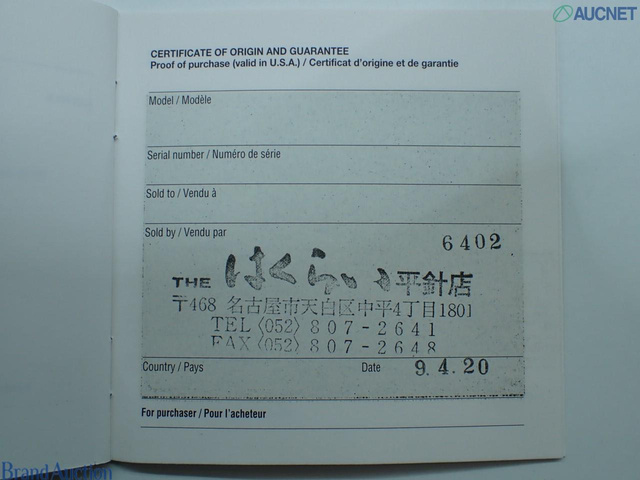 AUCNET
CERTIFICATE OF ORIGIN AND GUARANTEE
Proof of purchase (valid in U.S.A.) / Certificat d'origine et de garantie
Model / Modèle
Serial number / Numéro de série
Sold to / Vendu à
Sold by / Vendu par
6402
THE はくらい 平針店
〒468 名古屋市天白区中平4丁目1801
TEL〈052〉807-2641
FAX〈052〉807-2648
Country / Pays
Date 9.4.20
For purchaser / Pour l'acheteur
Brand Auction